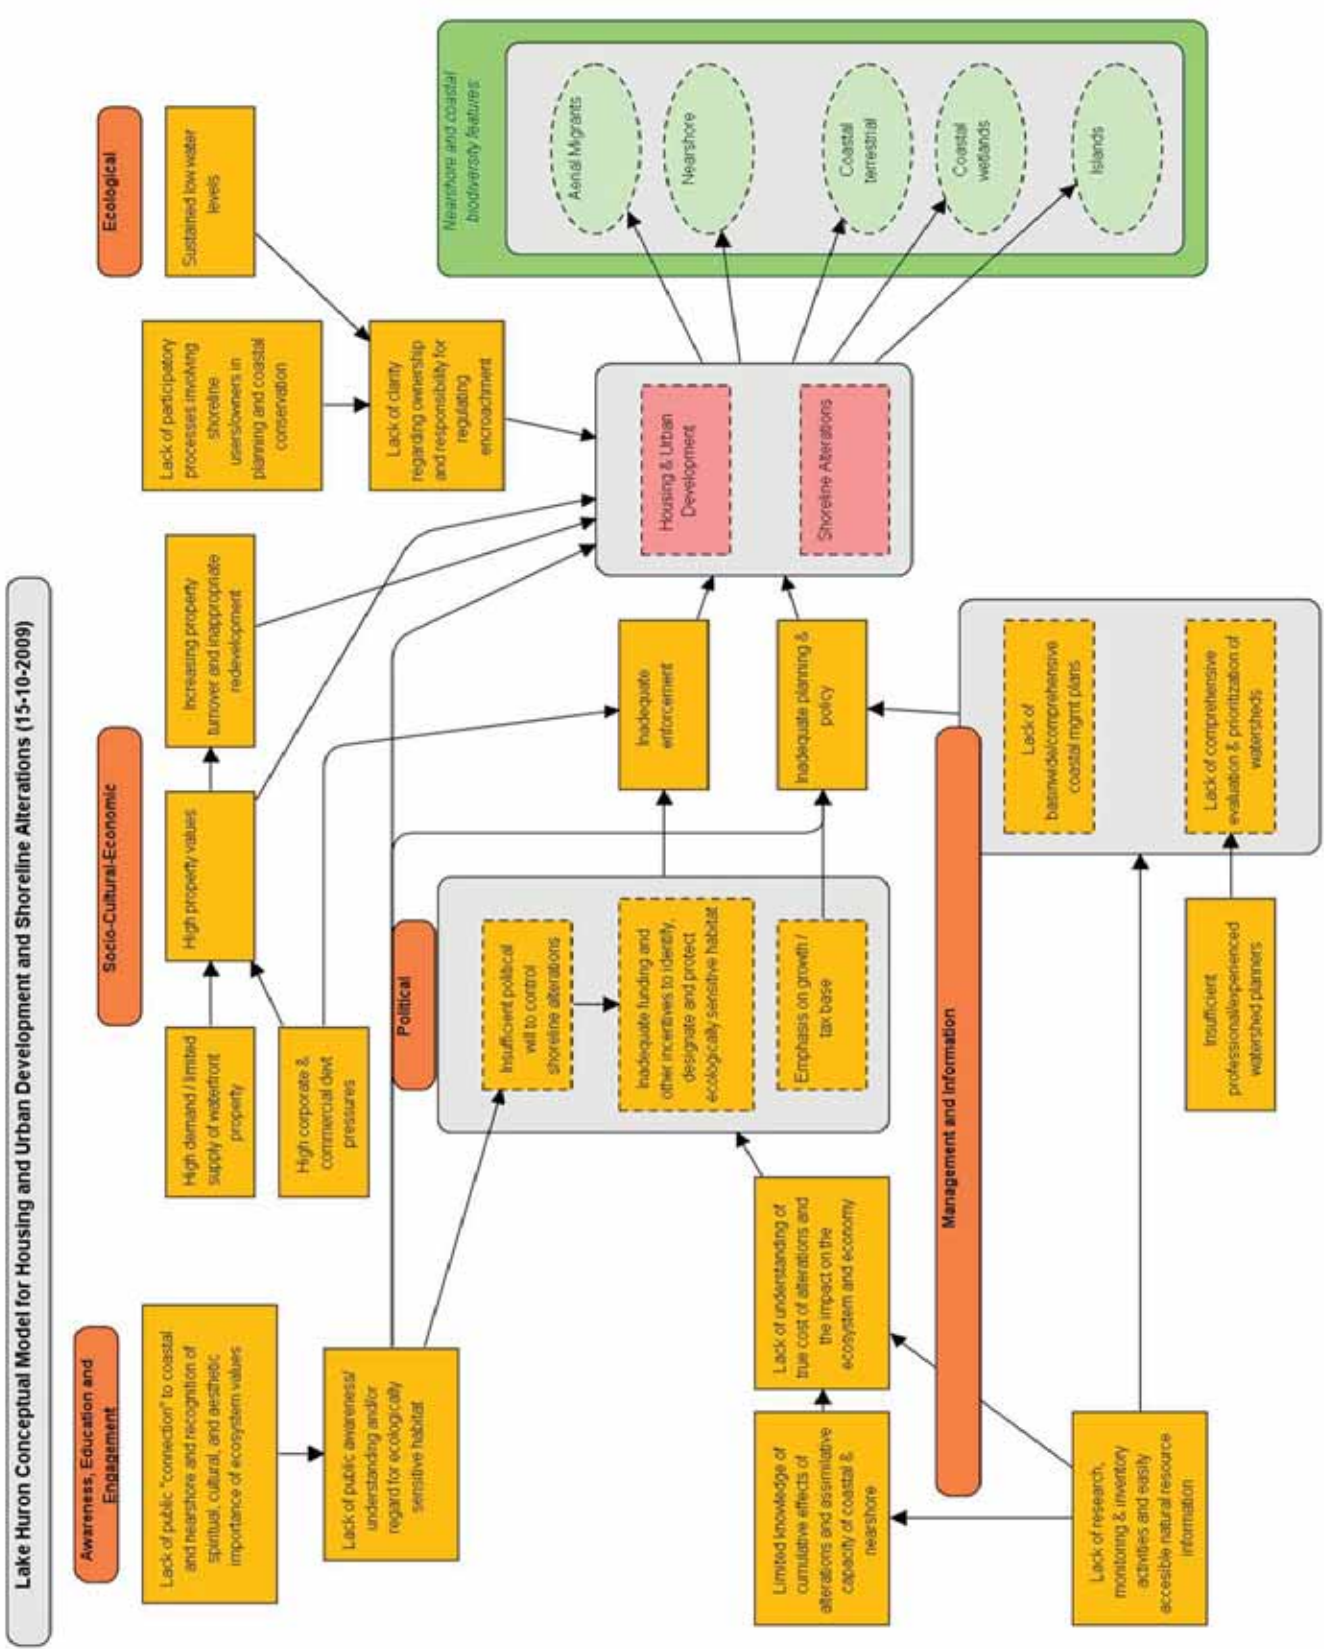 Lake Huron Conceptual Model for Housing and Urban Development and Shoreline Alterations (15-10-2009)
Awareness, Education and
Engagement
Lack of public "connection" to coastal
and nearshore and recognition of
spiritual, cultural, and aesthetic
importance of ecosystem values
Lack of public awareness/
understanding and/or
regard for ecologically
sensitive habitat
Limited knowledge of
cumulative effects of
alterations and assimilative
capacity of coastal &
nearshore
Lack of research,
monitoring & inventory
activities and easily
accesible natural resource
information
Socio-Cultural-Economic
High demand / limited
supply of waterfront
property
High corporate &
commercial devt
pressures
High property values
Increasing property
turnover and inappropriate
redevelopment
Political
Insufficient political
will to control
shoreline alterations
Inadequate funding and
other incentives to identify,
designate and protect
ecologically sensitive habitat
Emphasis on growth /
tax base
Lack of understanding of
true cost of alterations and
the impact on the
ecosystem and economy
Management and Information
Insufficient
professional/experienced
watershed planners
Inadequate
enforcement
Inadequate planning &
policy
Lack of
basinwide/comprehensive
coastal mgmt plans
Lack of comprehensive
evaluation & prioritization of
watersheds
Ecological
Sustained low water
levels
Lack of participatory
processes involving
shoreline
users/owners in
planning and coastal
conservation
Lack of clarity
regarding ownership
and responsibility for
regulating
encroachment
Housing & Urban
Development
Shoreline Alterations
Nearshore and coastal
biodiversity features
Aerial Migrants
Nearshore
Coastal
terrestrial
Coastal
wetlands
Islands